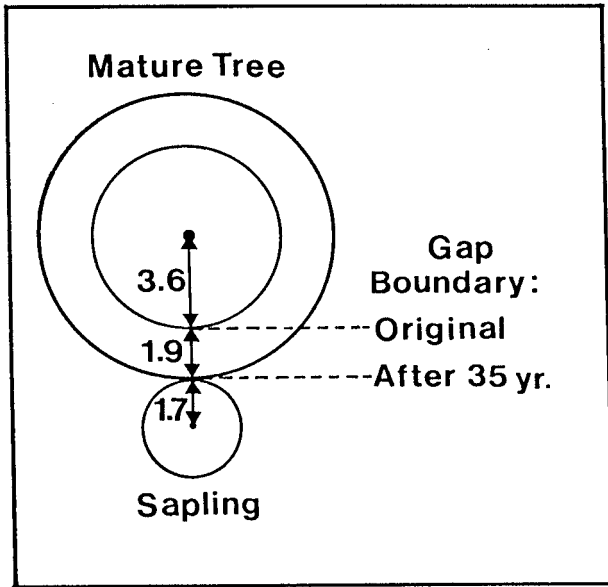 Mature Tree
3.6
Gap
Boundary:
Original
1.9
After 35 yr.
1.7
Sapling